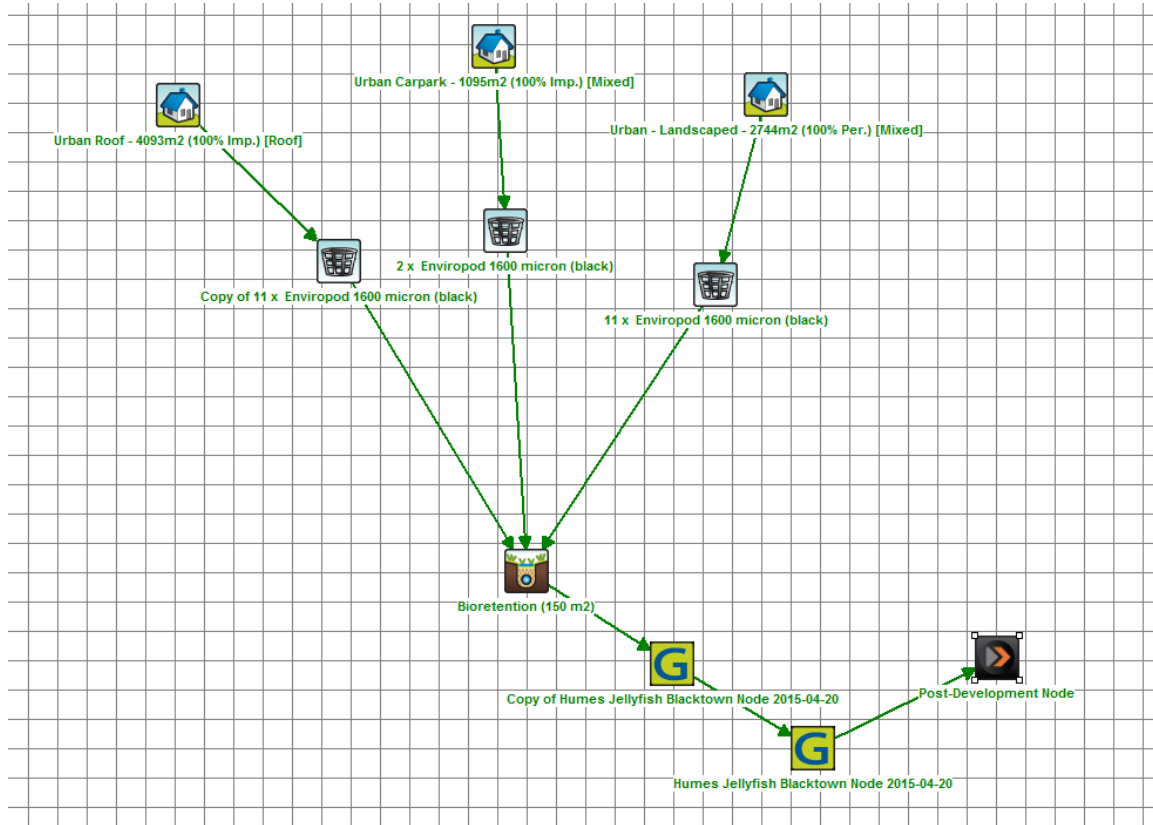 Urban Carpark - 1095m2 (100% Imp.) [Mixed]
Urban - Landscaped - 2744m2 (100% Per.) [Mixed]
Urban Roof - 4093m2 (100% Imp.) [Roof]
2 x Enviropod 1600 micron (black)
Copy of 11 x Enviropod 1600 micron (black)
11 x Enviropod 1600 micron (black)
Bioretention (150 m2)
G
Copy of Humes Jellyfish Blacktown Node 2015-04-20
Post-Development Node
G
Humes Jellyfish Blacktown Node 2015-04-20